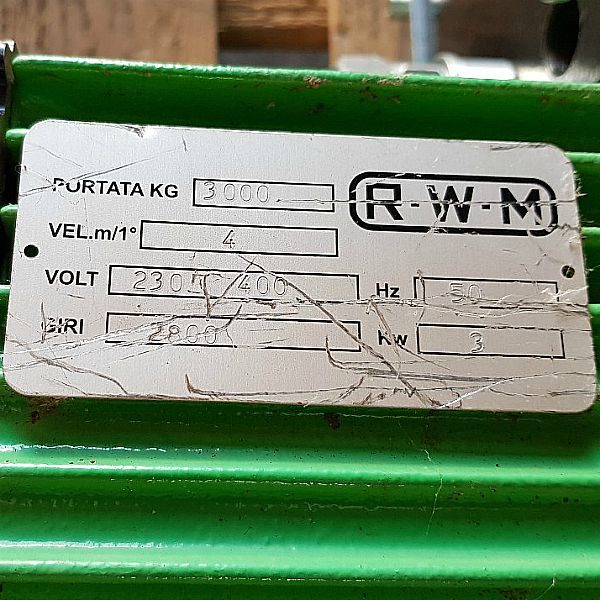 PORTATA KG 3000 R-W-M
VEL.m/1° 4
VOLT 230 400 Hz 50
GIRI 2800 Kw 3